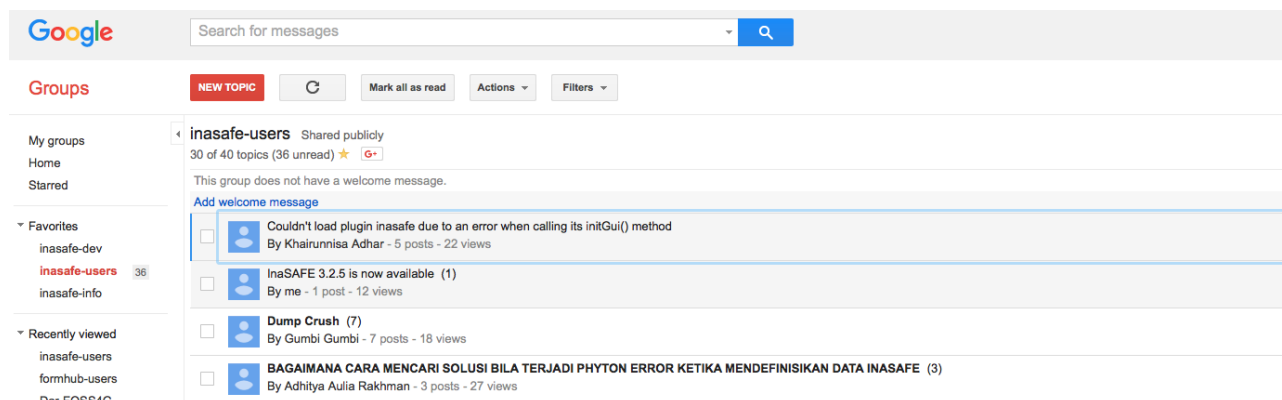 Google
Search for messages
Groups
NEW TOPIC
Mark all as read
Actions
Filters
My groups
Home
Starred
Favorites
inasafe-dev
inasafe-users 36
inasafe-info
Recently viewed
inasafe-users
formhub-users
inasafe-users Shared publicly
30 of 40 topics (36 unread)
G+
This group does not have a welcome message.
Add welcome message
Couldn't load plugin inasafe due to an error when calling its initGui() method
By Khairunnisa Adhar - 5 posts - 22 views
InaSAFE 3.2.5 is now available (1)
By me - 1 post - 12 views
Dump Crush (7)
By Gumbi Gumbi - 7 posts - 18 views
BAGAIMANA CARA MENCARI SOLUSI BILA TERJADI PHYTON ERROR KETIKA MENDEFINISIKAN DATA INASAFE (3)
By Adhitya Aulia Rakhman - 3 posts - 27 views